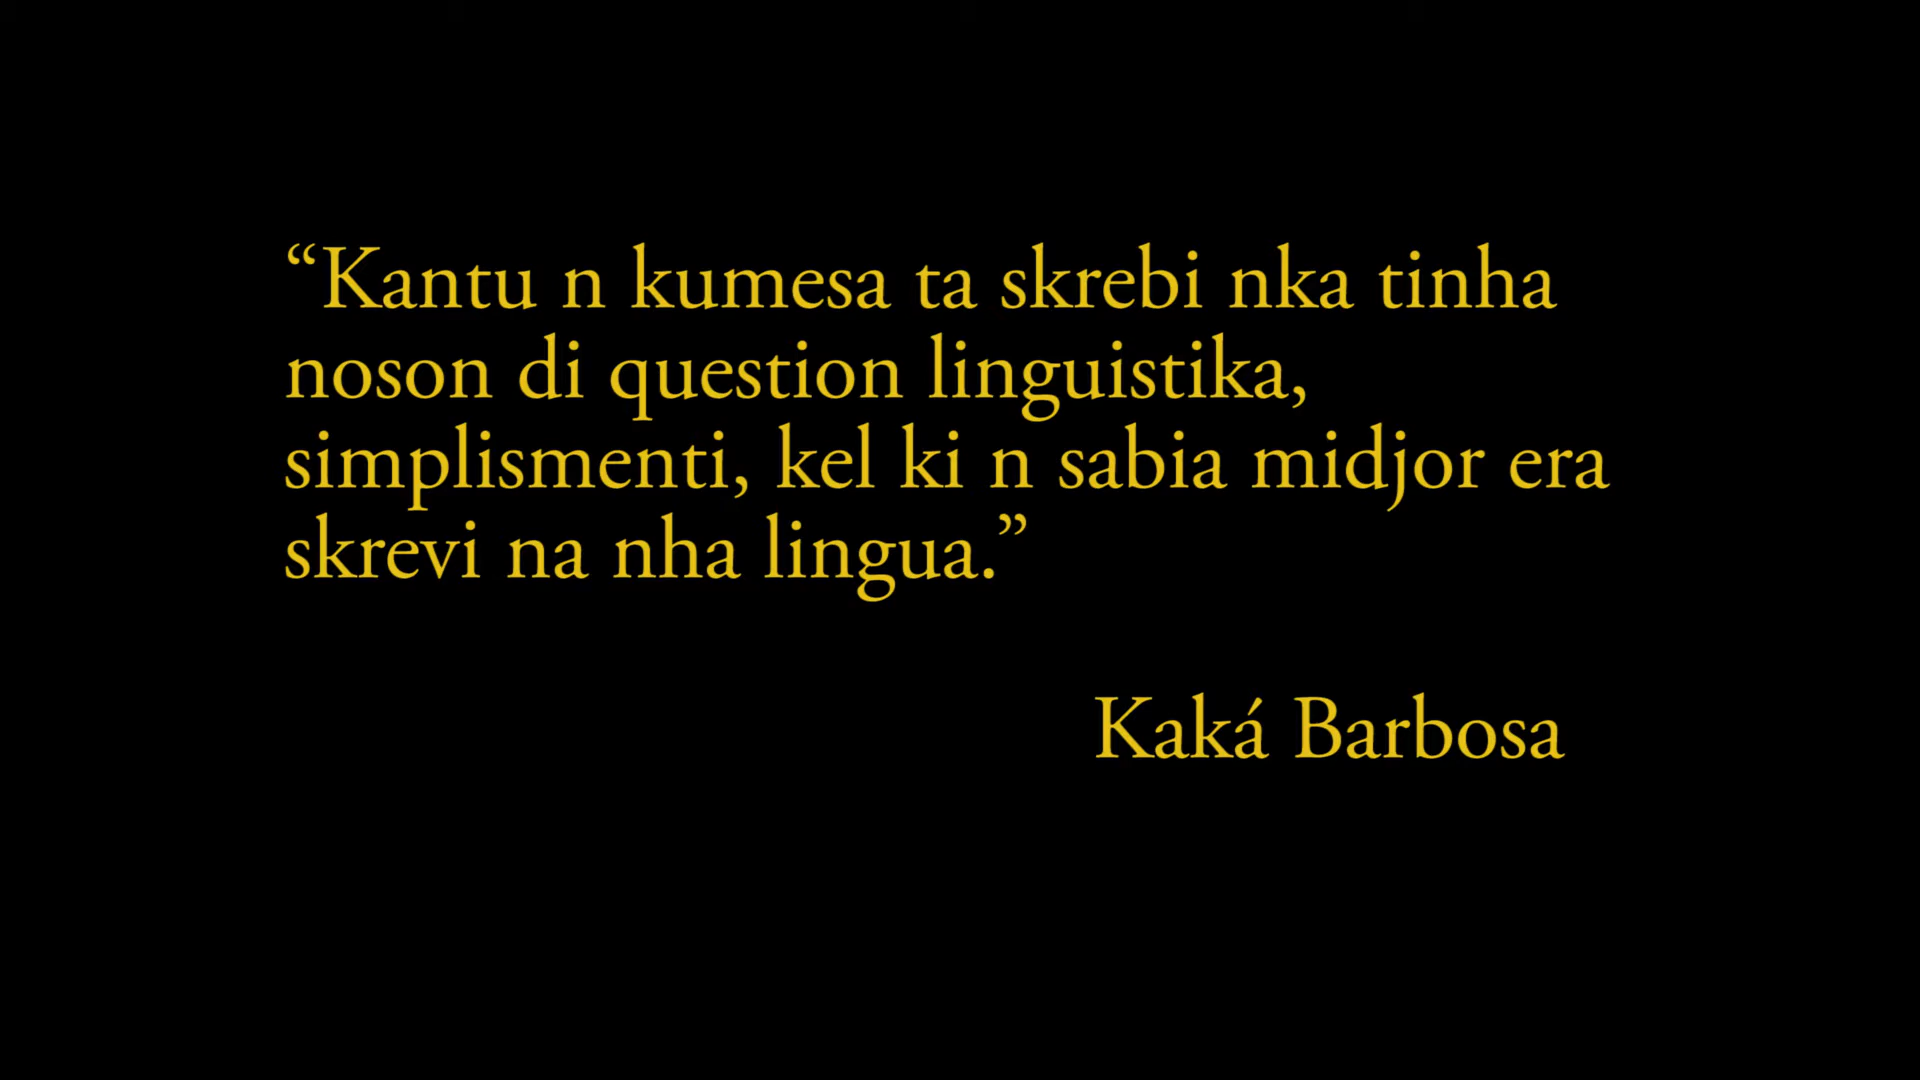 “Kantu n kumesa ta skrebi nka tinha
noson di question linguistika,
simplismenti, kel ki n sabia midjor era
skrevi na nha lingua.”
Kaká Barbosa